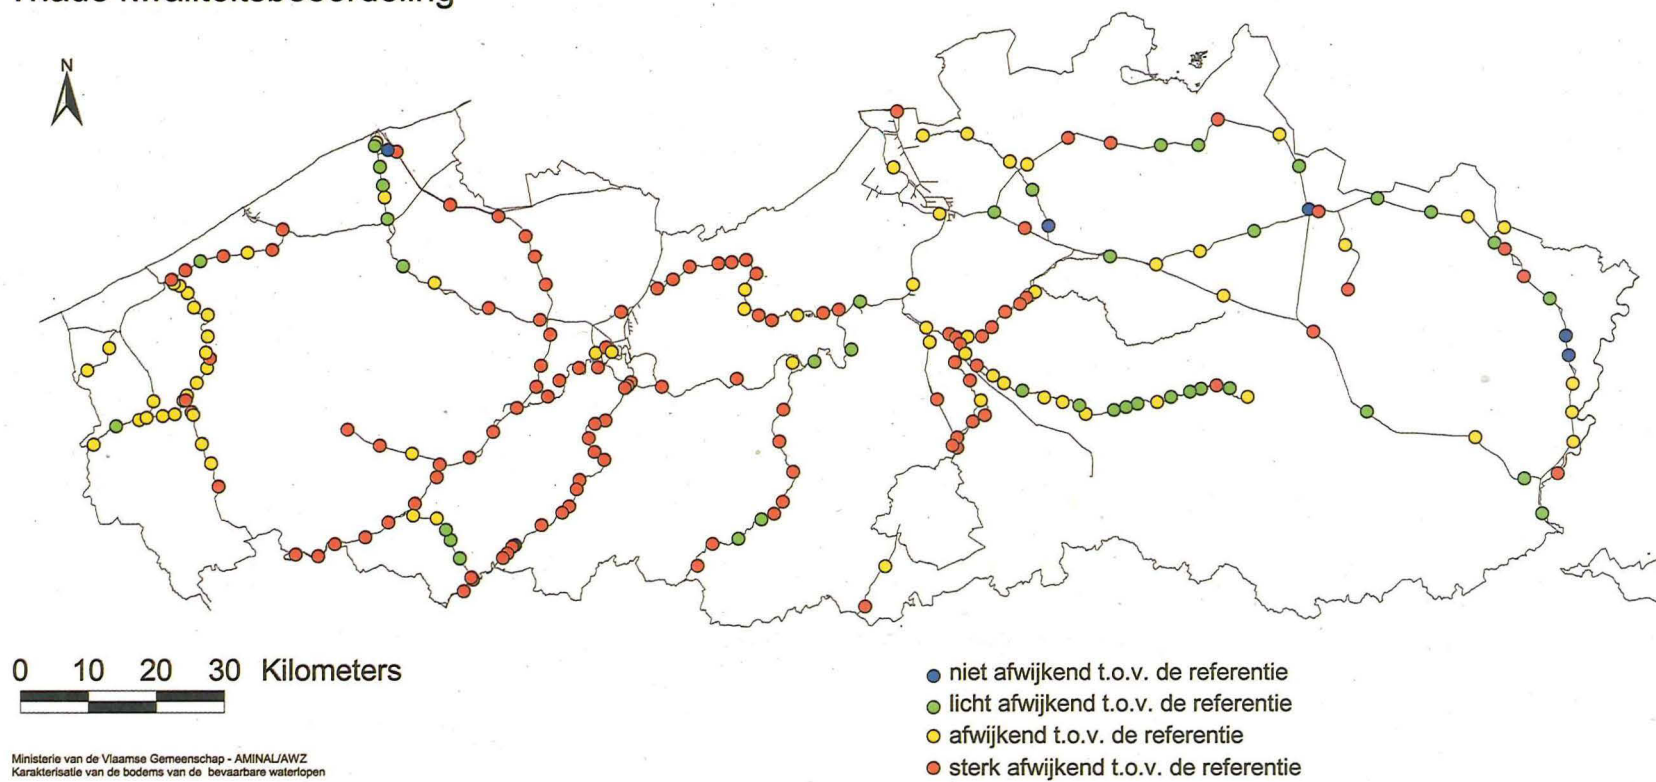 kwaliteitsbeoordeling
N
0 10 20 30 Kilometers
niet afwijkend t.o.v. de referentie
licht afwijkend t.o.v. de referentie
afwijkend t.o.v. de referentie
sterk afwijkend t.o.v. de referentie
Ministerie van de Vlaamse Gemeenschap - AMINAL/AWZ
Karakterisatie van de bodems van de bevaarbare waterlopen